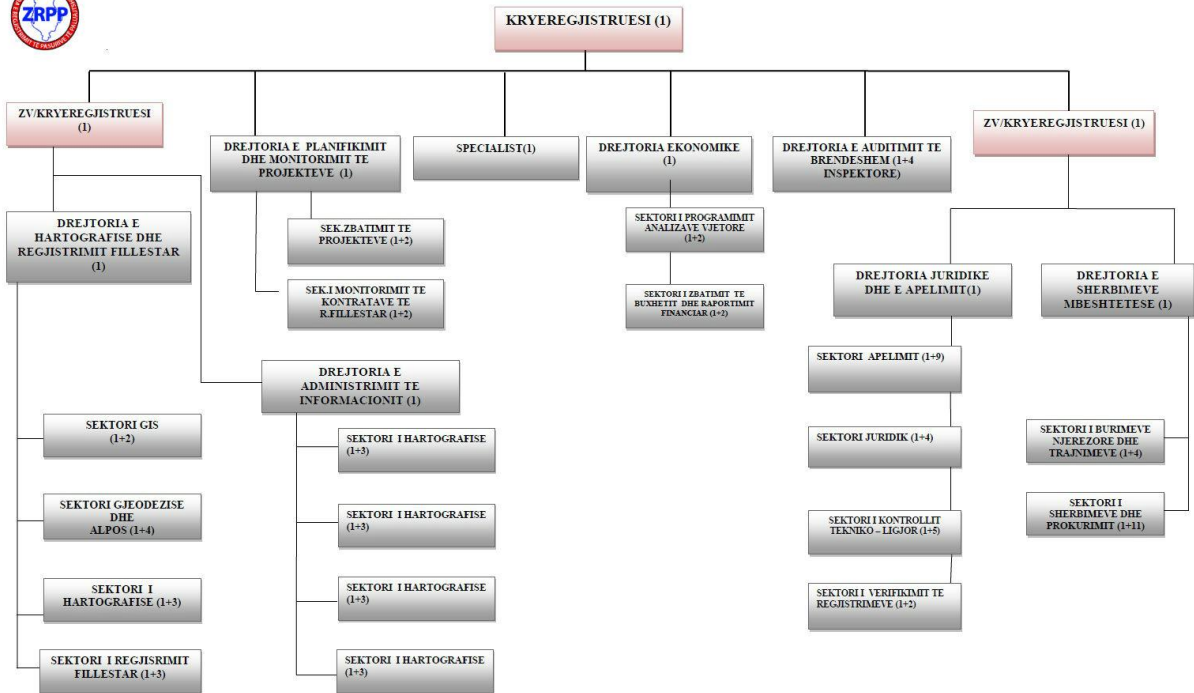 ZRPP
KRYEREGJISTRUESI (1)
ZV/KRYEREGJISTRUESI
(1)
DREJTORIA E PLANIFIKIMIT
DHE MONITORIMIT TE
PROJEKTEVE (1)
SPECIALIST(1)
DREJTORIA EKONOMIKE
(1)
DREJTORIA E AUDITIMIT TE
BRENDESHEM (1+4
INSPEKTORE)
ZV/KRYEREGJISTRUESI (1)
DREJTORIA E
HARTOGRAFISE DHE
REGJISTRIMIT FILLESTAR
(1)
SEK.ZBATIMIT TE
PROJEKTEVE (1+2)
SEK.I MONITORIMIT TE
KONTRATAVE TE
R.FILLESTAR (1+2)
SEKTORI I PROGRAMIMIT
ANALIZAVE VJETORE
(1+2)
SEKTORI I ZBATIMIT TE
BUXHETIT DHE RAPORTIMIT
FINANCIAR (1+2)
DREJTORIA JURIDIKE
DHE E APELIMIT(1)
DREJTORIA E
SHERBIMEVE
MBESHTETESE (1)
DREJTORIA E
ADMINISTRIMIT TE
INFORMACIONIT (1)
SEKTORI GIS
(1+2)
SEKTORI GJEODEZISE
DHE
ALPOS (1+4)
SEKTORI I
HARTOGRAFISE (1+3)
SEKTORI I REGJISRIMIT
FILLESTAR (1+3)
SEKTORI I HARTOGRAFISE
(1+3)
SEKTORI I HARTOGRAFISE
(1+3)
SEKTORI I HARTOGRAFISE
(1+3)
SEKTORI I HARTOGRAFISE
(1+3)
SEKTORI APELIMIT (1+9)
SEKTORI JURIDIK (1+4)
SEKTORI I KONTROLLIT
TEKNIKO – LIGJOR (1+5)
SEKTORI I VERIFIKIMIT TE
REGJISTRIMEVE (1+2)
SEKTORI I BURIMEVE
NJEREZORE DHE
TRAJNIMEVE (1+4)
SEKTORI I
SHERBIMEVE DHE
PROKURIMIT (1+11)